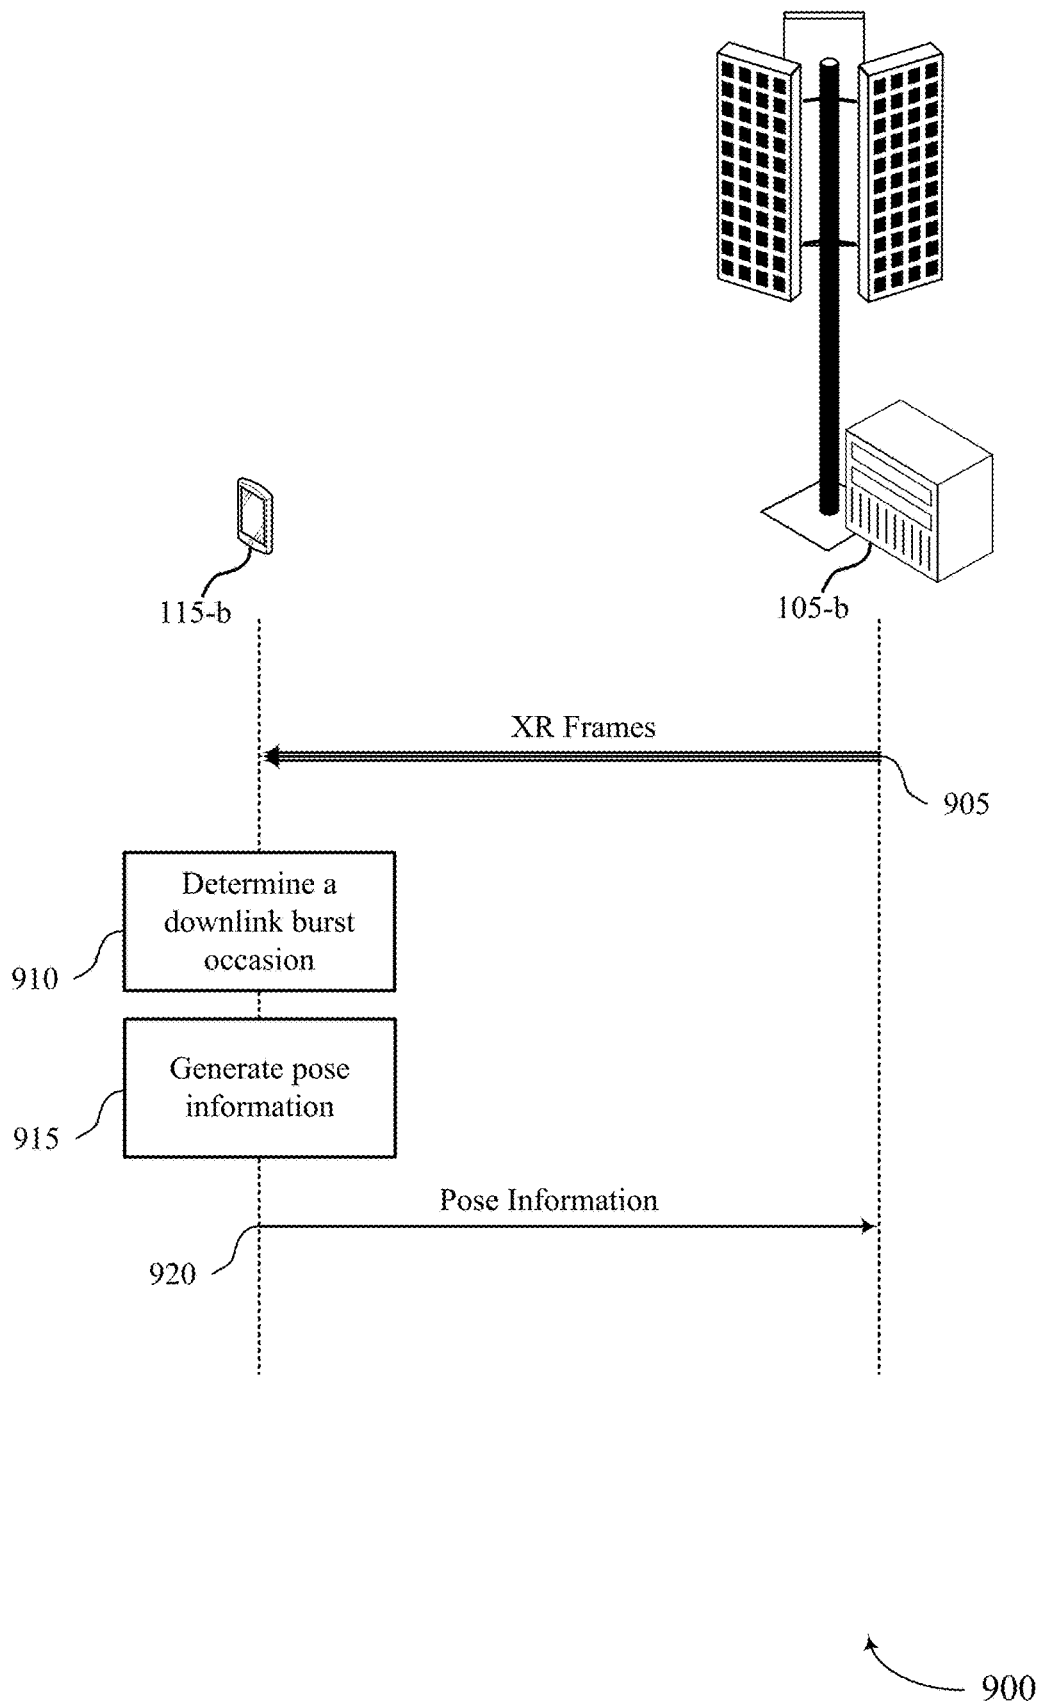 115-b
105-b
XR Frames
905
Determine a
downlink burst
occasion
910
Generate pose
information
915
Pose Information
920
900